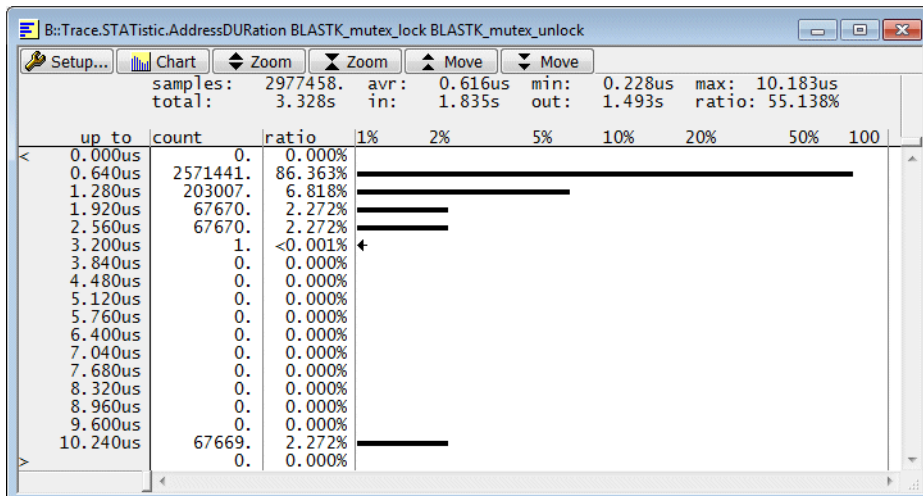 B::Trace.STATistic.AddressDURation BLASTK_mutex_lock BLASTK_mutex_unlock
Setup... Chart Zoom Zoom Move Move
samples: 2977458. avr: 0.616us min: 0.228us max: 10.183us
total: 3.328s in: 1.835s out: 1.493s ratio: 55.138%
up to count ratio 1% 2% 5% 10% 20% 50% 100
< 0.000us 0. 0.000%
0.640us 2571441. 86.363%
1.280us 203007. 6.818%
1.920us 67670. 2.272%
2.560us 67670. 2.272%
3.200us 1. <0.001%
3.840us 0. 0.000%
4.480us 0. 0.000%
5.120us 0. 0.000%
5.760us 0. 0.000%
6.400us 0. 0.000%
7.040us 0. 0.000%
7.680us 0. 0.000%
8.320us 0. 0.000%
8.960us 0. 0.000%
9.600us 0. 0.000%
10.240us 67669. 2.272%
> 0. 0.000%